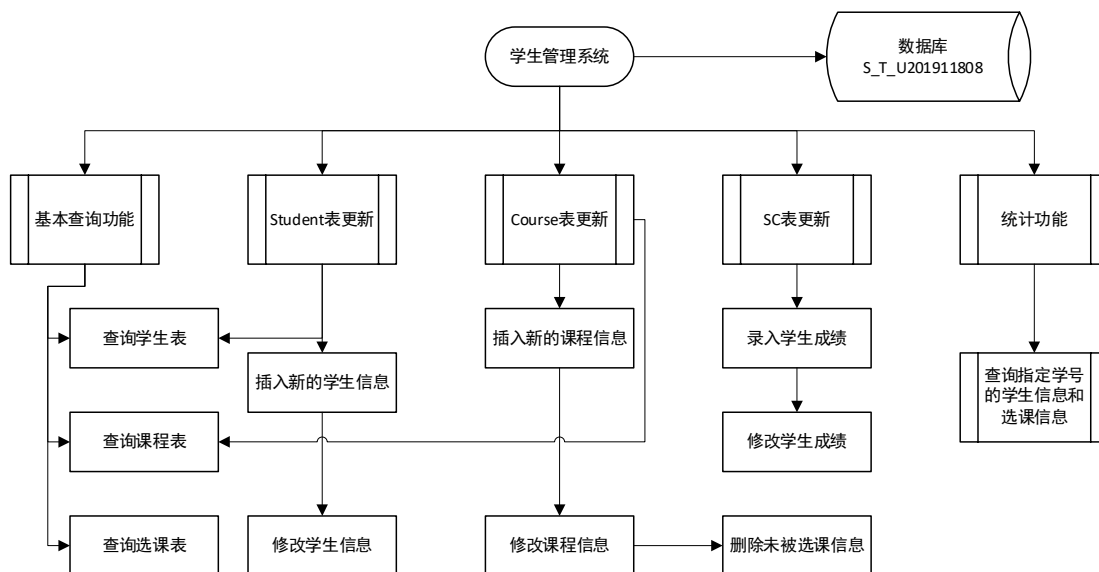 学生管理系统
数据库
S_T_U201911808
基本查询功能
Student表更新
Course表更新
SC表更新
统计功能
查询学生表
插入新的学生信息
插入新的课程信息
录入学生成绩
查询指定学号
的学生信息和
选课信息
查询课程表
修改学生成绩
查询选课表
修改学生信息
修改课程信息
删除未被选课信息